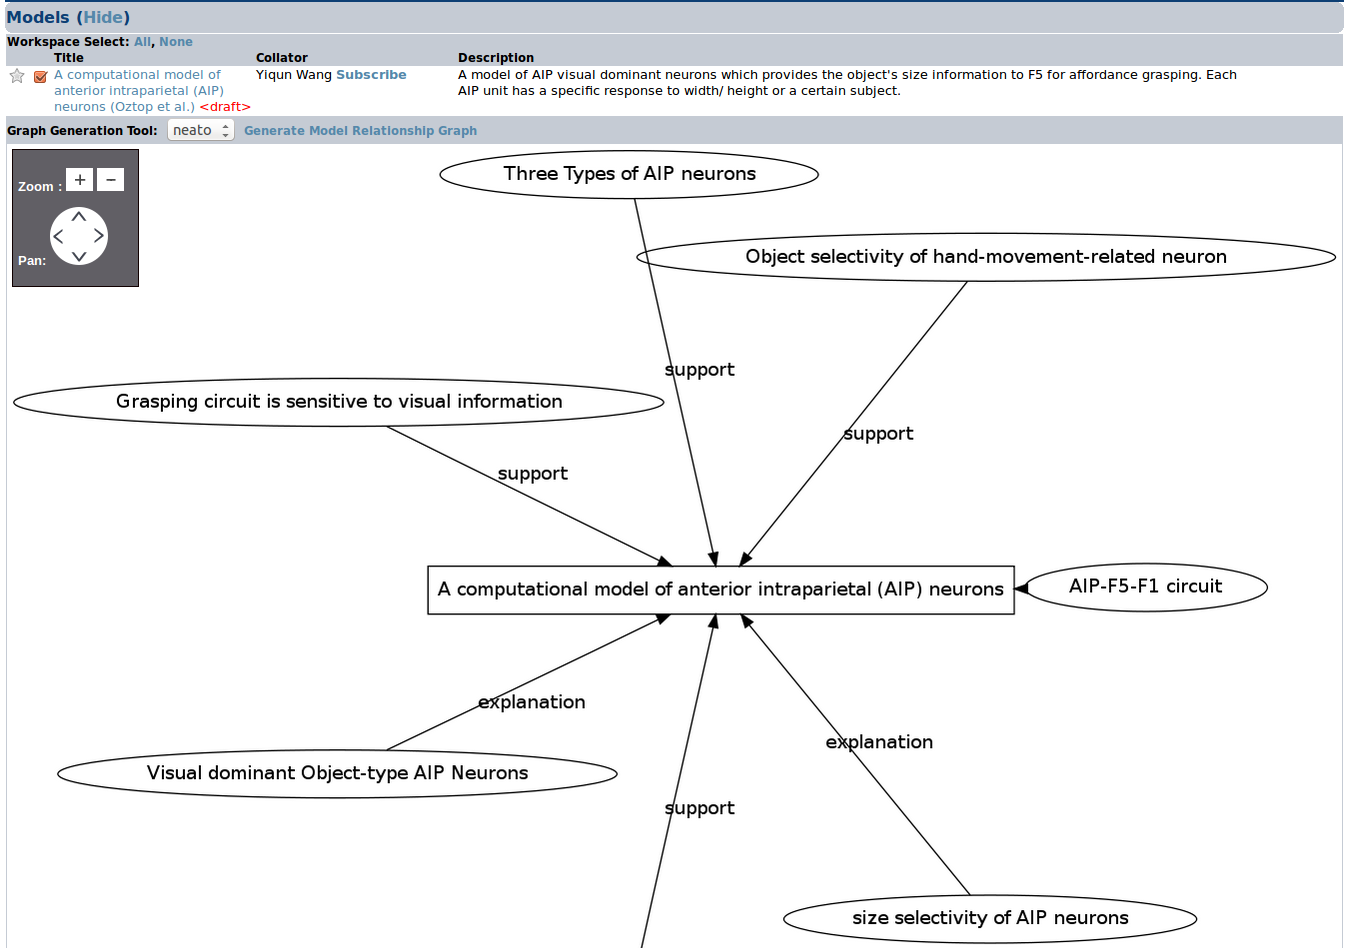 Models (Hide)
Workspace Select: All, None
Title Collator Description
A computational model of Yiqun Wang Subscribe A model of AIP visual dominant neurons which provides the object's size information to F5 for affordance grasping. Each
anterior intraparietal (AIP) AIP unit has a specific response to width/ height or a certain subject.
neurons (Oztop et al.) <draft>
Graph Generation Tool: neato Generate Model Relationship Graph
Zoom : + −
Pan:
Three Types of AIP neurons
Object selectivity of hand-movement-related neuron
support
Grasping circuit is sensitive to visual information
support
support
A computational model of anterior intraparietal (AIP) neurons
AIP-F5-F1 circuit
explanation
explanation
Visual dominant Object-type AIP Neurons
support
size selectivity of AIP neurons